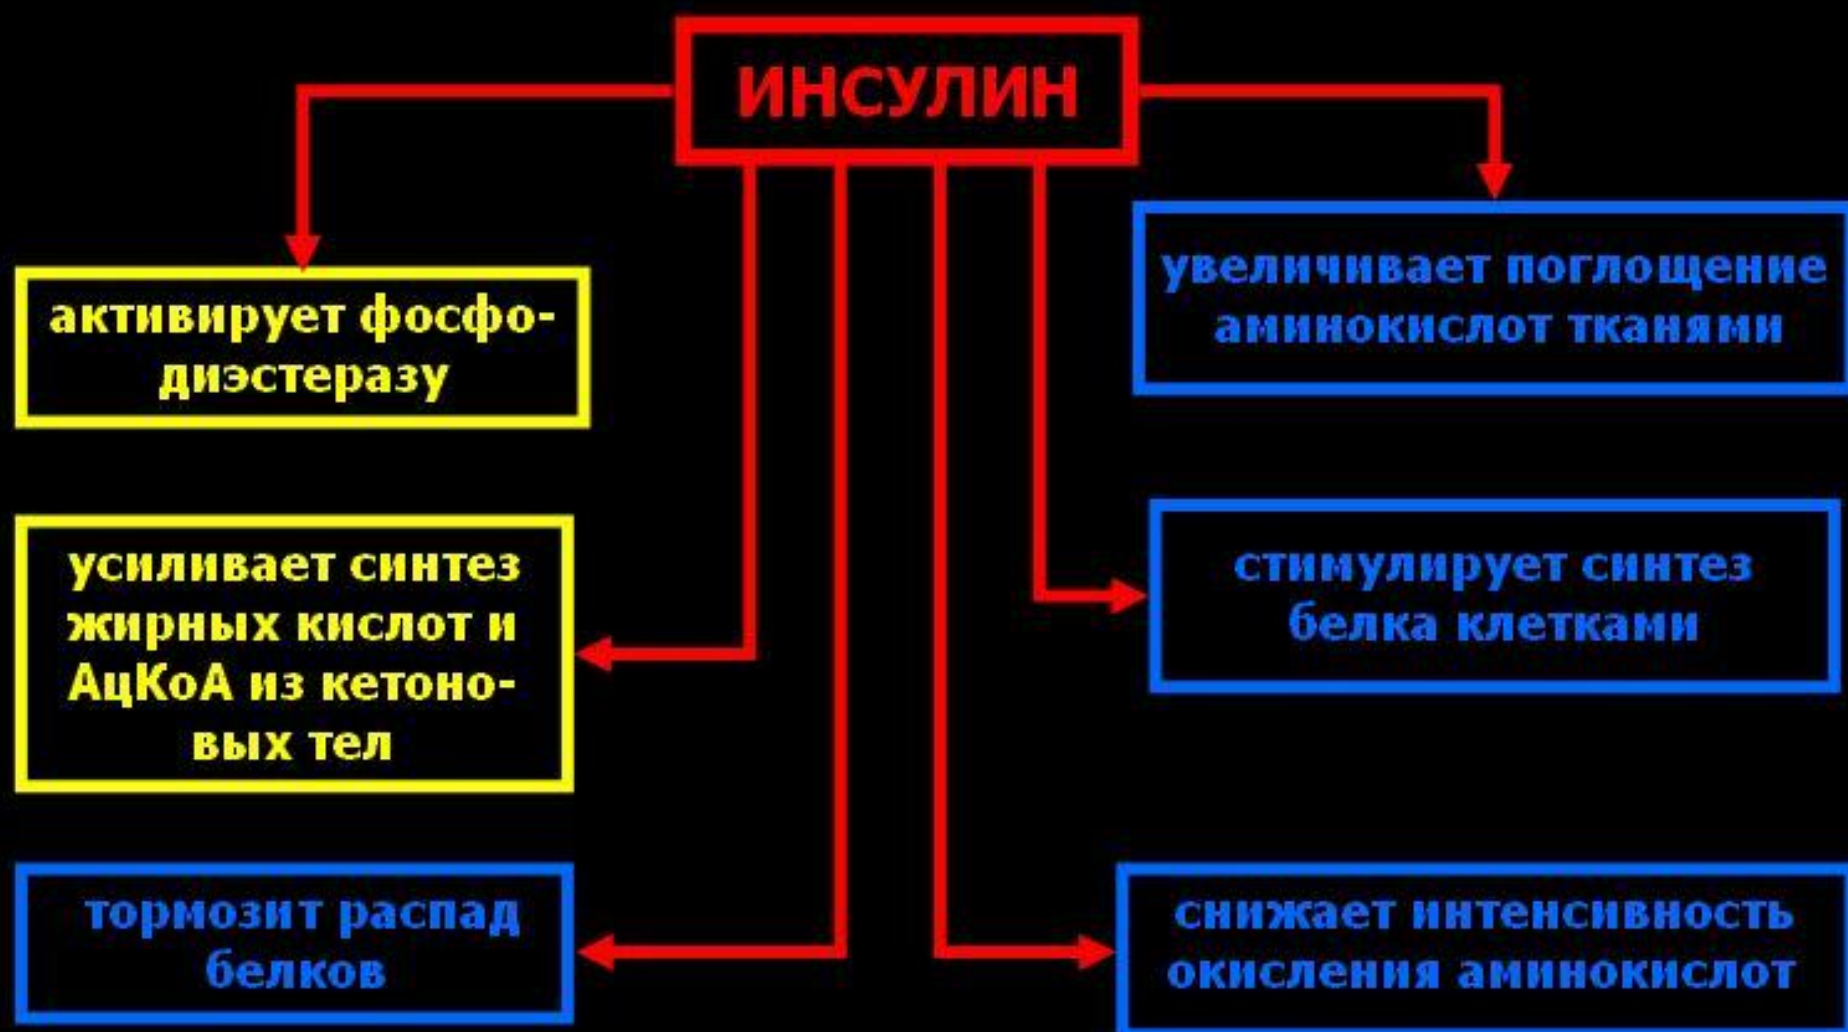 ИНСУЛИН
активирует фосфо-
диэстеразу
увеличивает поглощение
аминокислот тканями
усиливает синтез
жирных кислот и
АцКоА из кетоно-
вых тел
стимулирует синтез
белка клетками
тормозит распад
белков
снижает интенсивность
окисления аминокислот